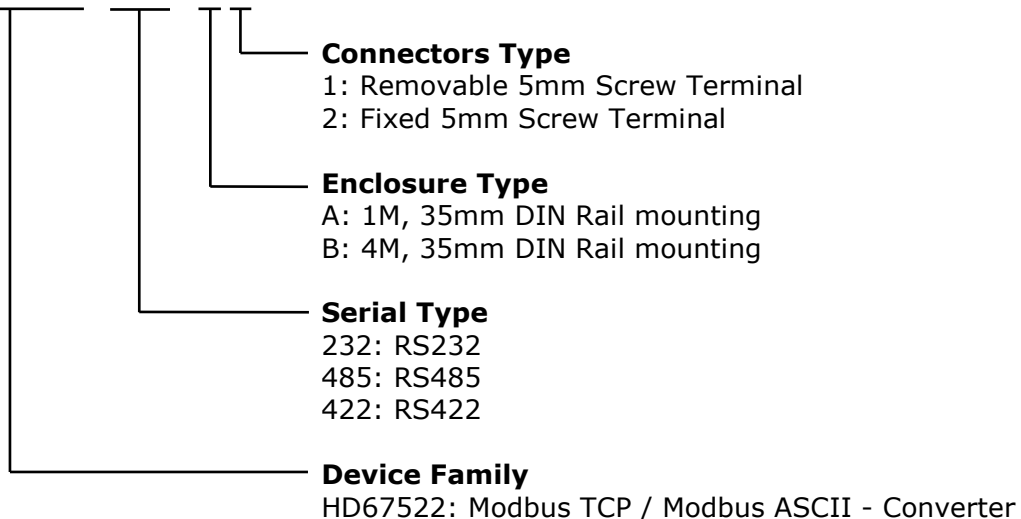 Connectors Type
1: Removable 5mm Screw Terminal
2: Fixed 5mm Screw Terminal
Enclosure Type
A: 1M, 35mm DIN Rail mounting
B: 4M, 35mm DIN Rail mounting
Serial Type
232: RS232
485: RS485
422: RS422
Device Family
HD67522: Modbus TCP / Modbus ASCII - Converter